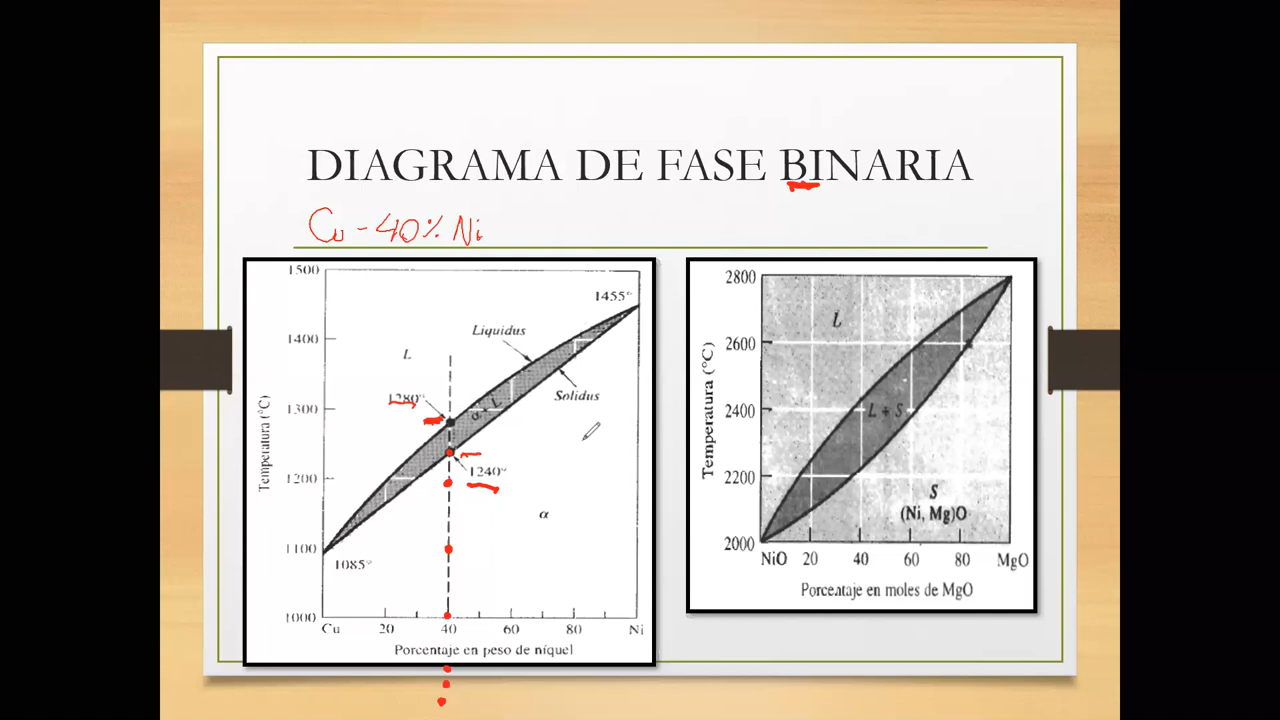 DIAGRAMA DE FASE BINARIA
Cu - 40% Ni
1500
1400
1300
1200
1100
1000
Temperatura (°C)
1455°
Liquidus
L
Solidus
1280°
α + L
1240°
α
1085°
Cu 20 40 60 80 Ni
Porcentaje en peso de níquel
2800
2600
2400
2200
2000
Temperatura (°C)
L
L + S
S
(Ni, Mg)O
NiO 20 40 60 80 MgO
Porcentaje en moles de MgO